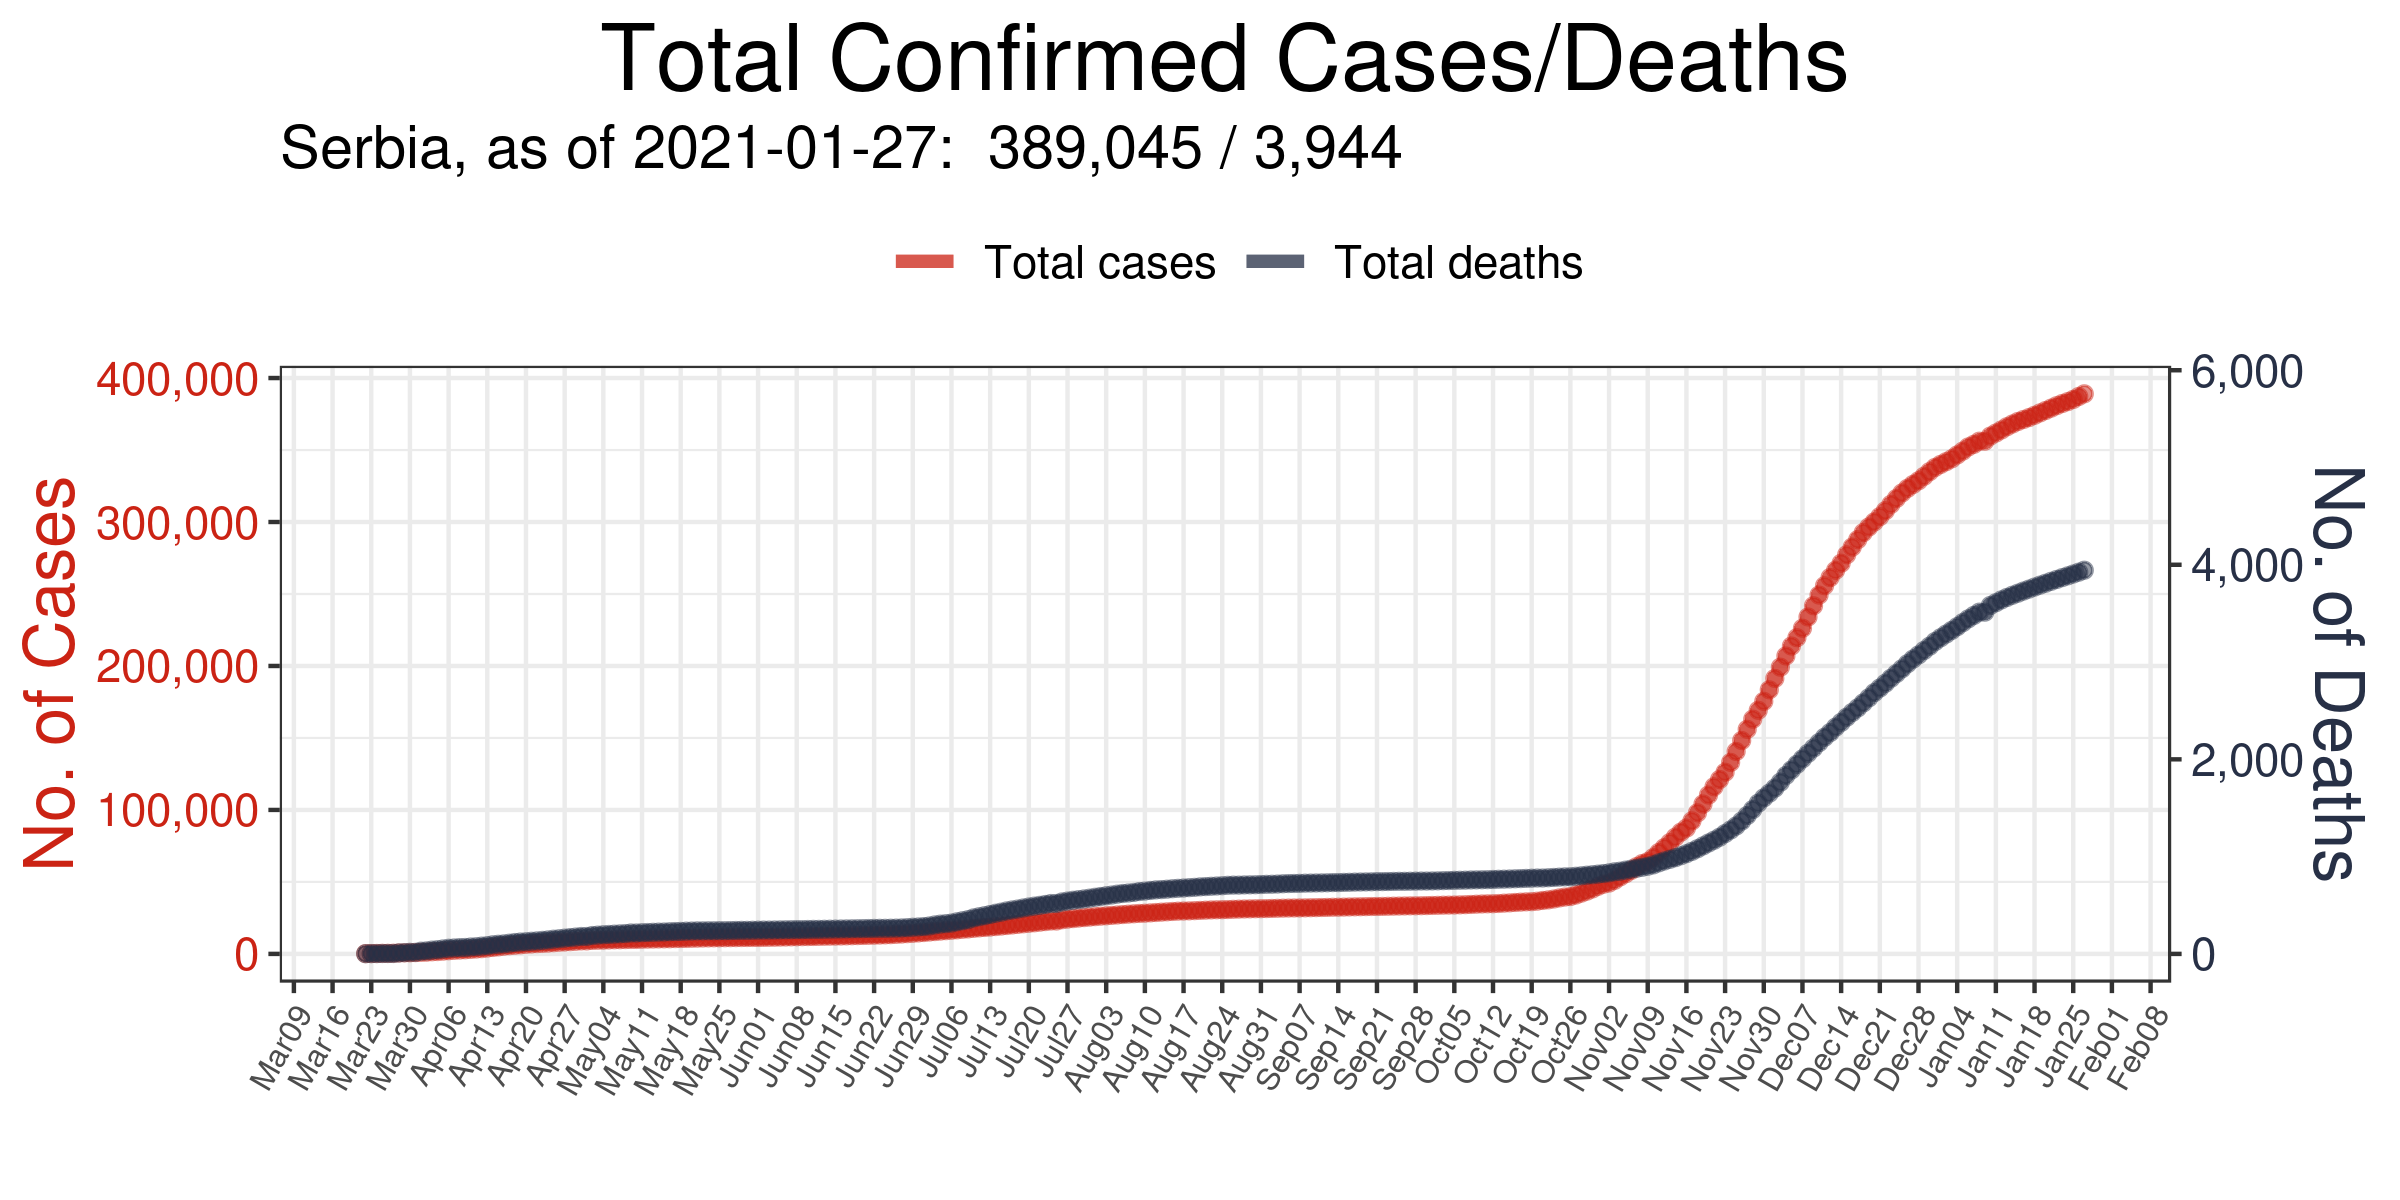 Total Confirmed Cases/Deaths
Serbia, as of 2021-01-27:  389,045 / 3,944
Total cases
Total deaths
No. of Cases
400,000
300,000
200,000
100,000
0
6,000
4,000
2,000
0
No. of Deaths
Mar09
Mar16
Mar23
Mar30
Apr06
Apr13
Apr20
Apr27
May04
May11
May18
May25
Jun01
Jun08
Jun15
Jun22
Jun29
Jul06
Jul13
Jul20
Jul27
Aug03
Aug10
Aug17
Aug24
Aug31
Sep07
Sep14
Sep21
Sep28
Oct05
Oct12
Oct19
Oct26
Nov02
Nov09
Nov16
Nov23
Nov30
Dec07
Dec14
Dec21
Dec28
Jan04
Jan11
Jan18
Jan25
Feb01
Feb08